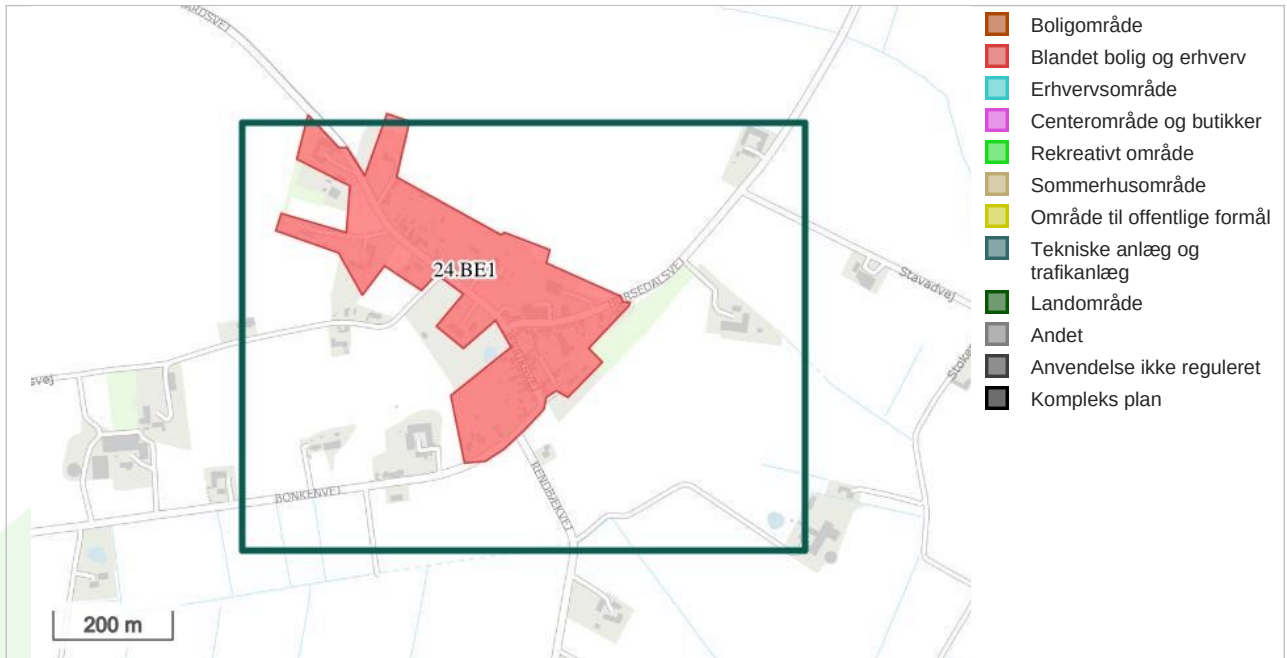 Boligområde
Blandet bolig og erhverv
Erhvervsområde
Centerområde og butikker
Rekreativt område
Sommerhusområde
Område til offentlige formål
Tekniske anlæg og
trafikanlæg
Landområde
Andet
Anvendelse ikke reguleret
Kompleks plan
24.BE1
Stavadvej
BONKENVEJ
RENDBÆKVEJ
200 m